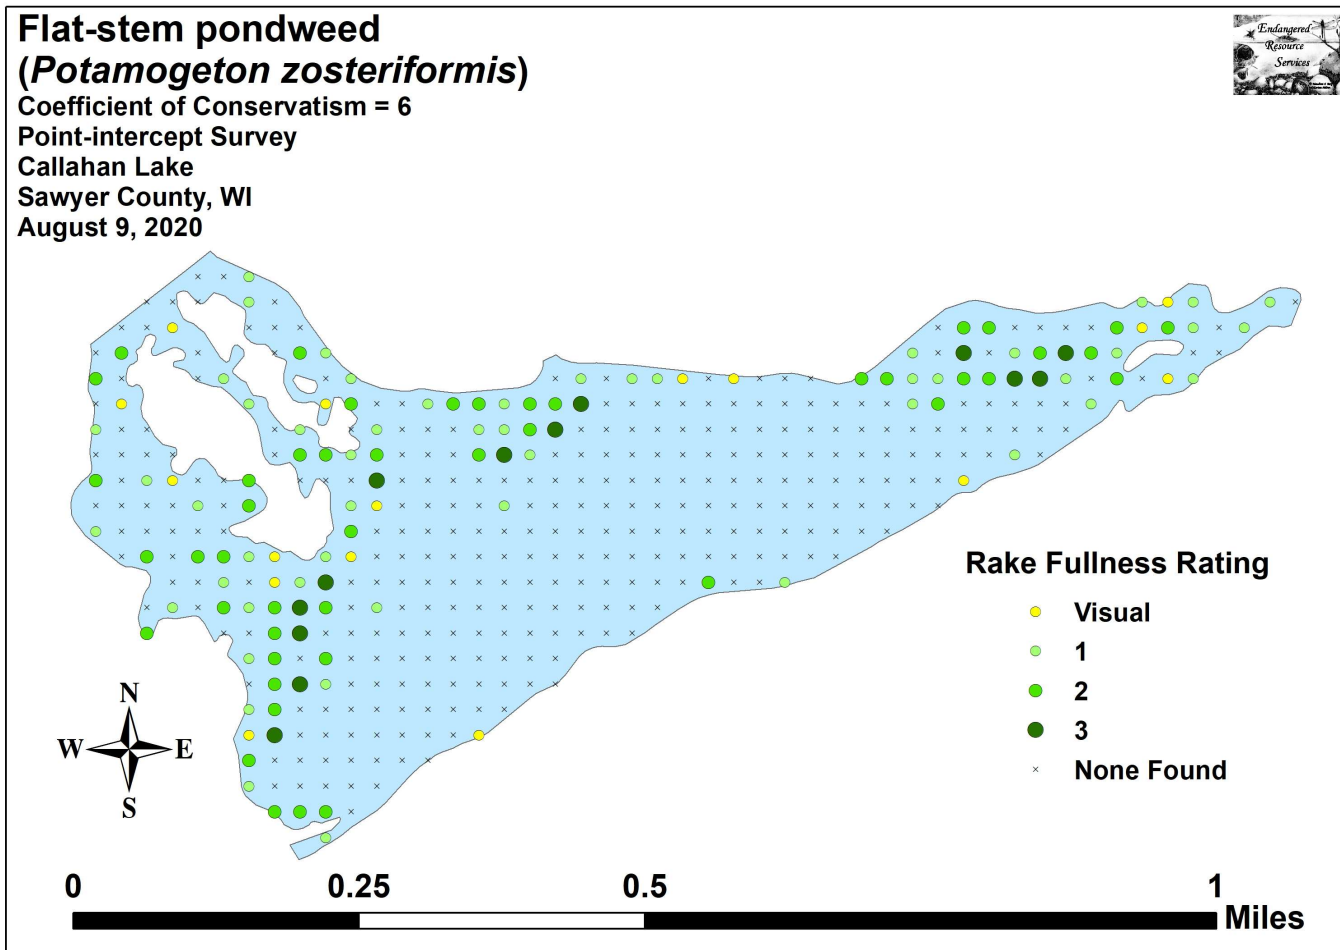 Flat-stem pondweed
(Potamogeton zosteriformis)
Coefficient of Conservatism = 6
Point-intercept Survey
Callahan Lake
Sawyer County, WI
August 9, 2020
Endangered
Resource
Services
Rake Fullness Rating
Visual
1
2
3
None Found
N
W E
S
0 0.25 0.5 1
Miles